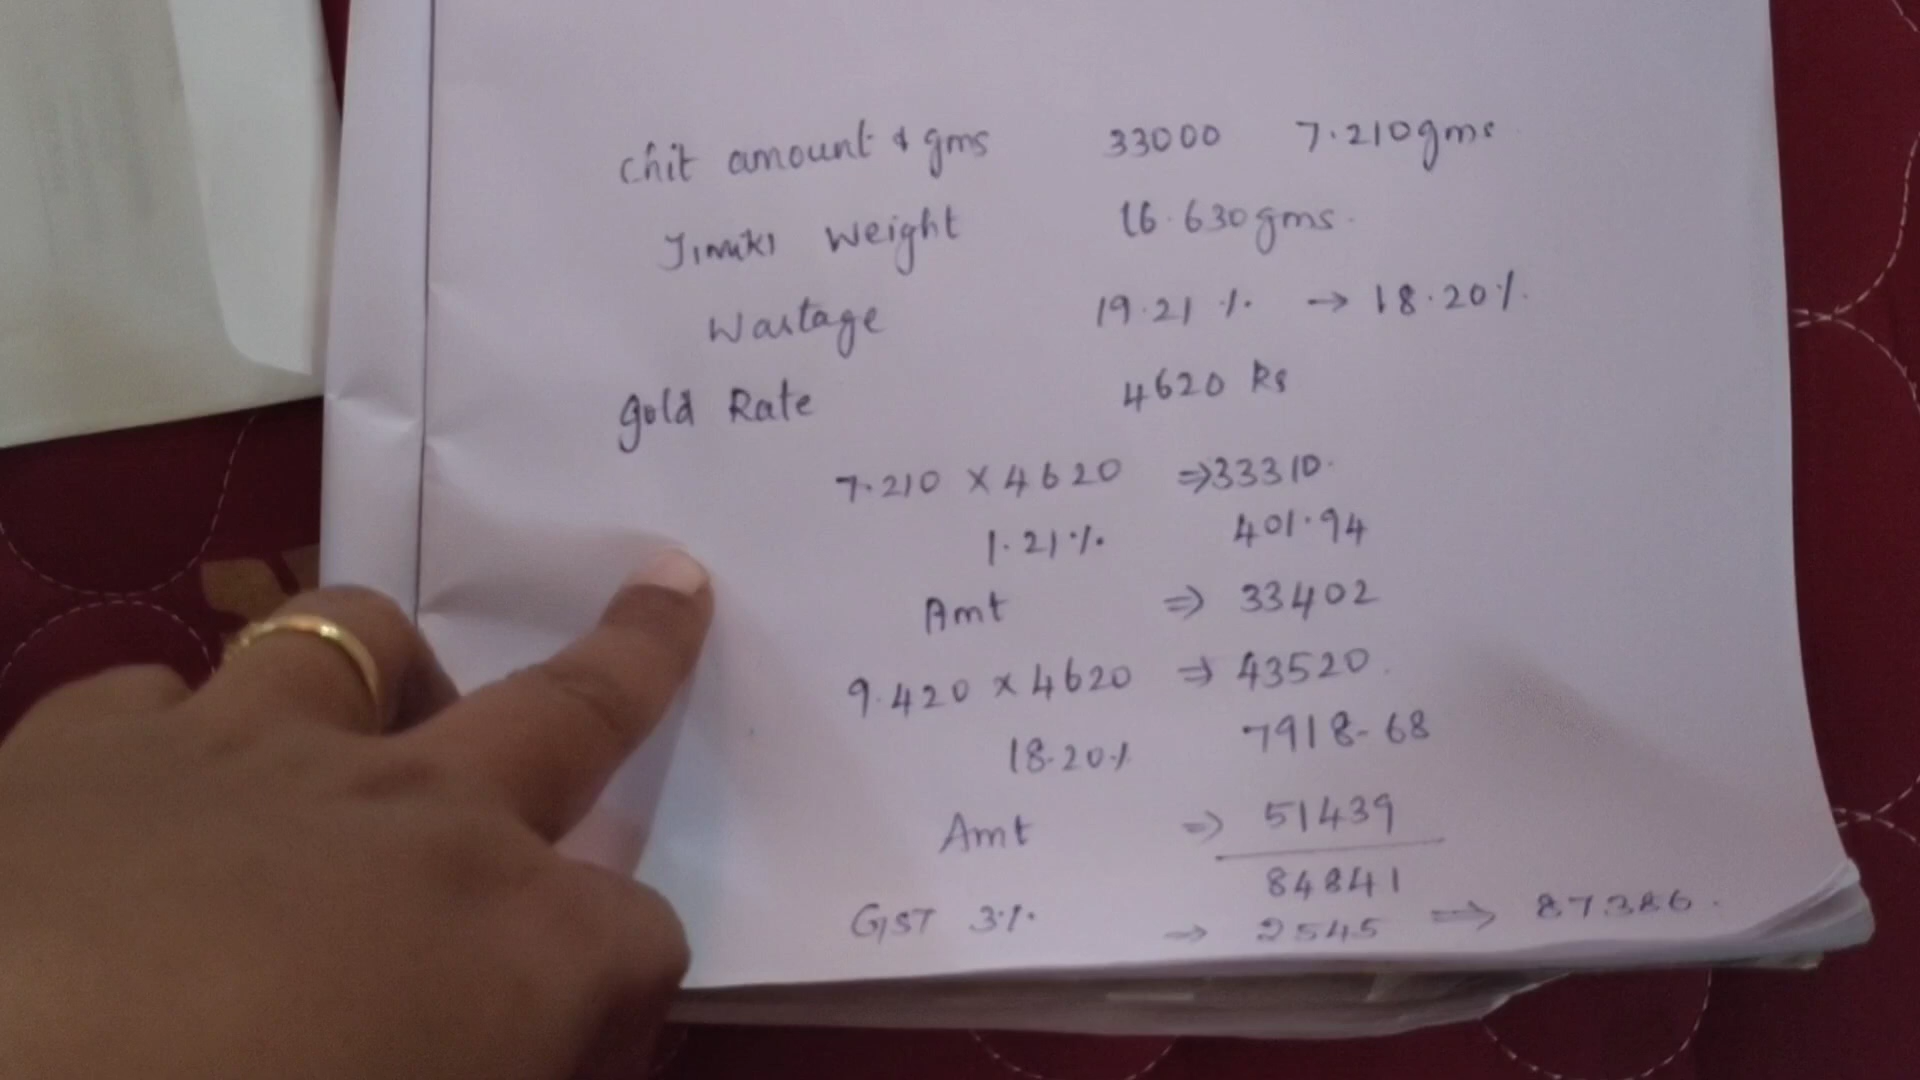 chit amount & gms 33000 7.210gms
Jimiki Weight 16.630gms.
Wastage 19.21 % → 18.20%.
gold Rate 4620 Rs
7.210 x 4620 ⇒ 33310.
1.21%. 401.94
Amt ⇒ 33402
9.420 x 4620 ⇒ 43520.
18.20% 7918-68
Amt ⇒ 51439
84841
GST 3%. → 2545 ⇒ 87386.